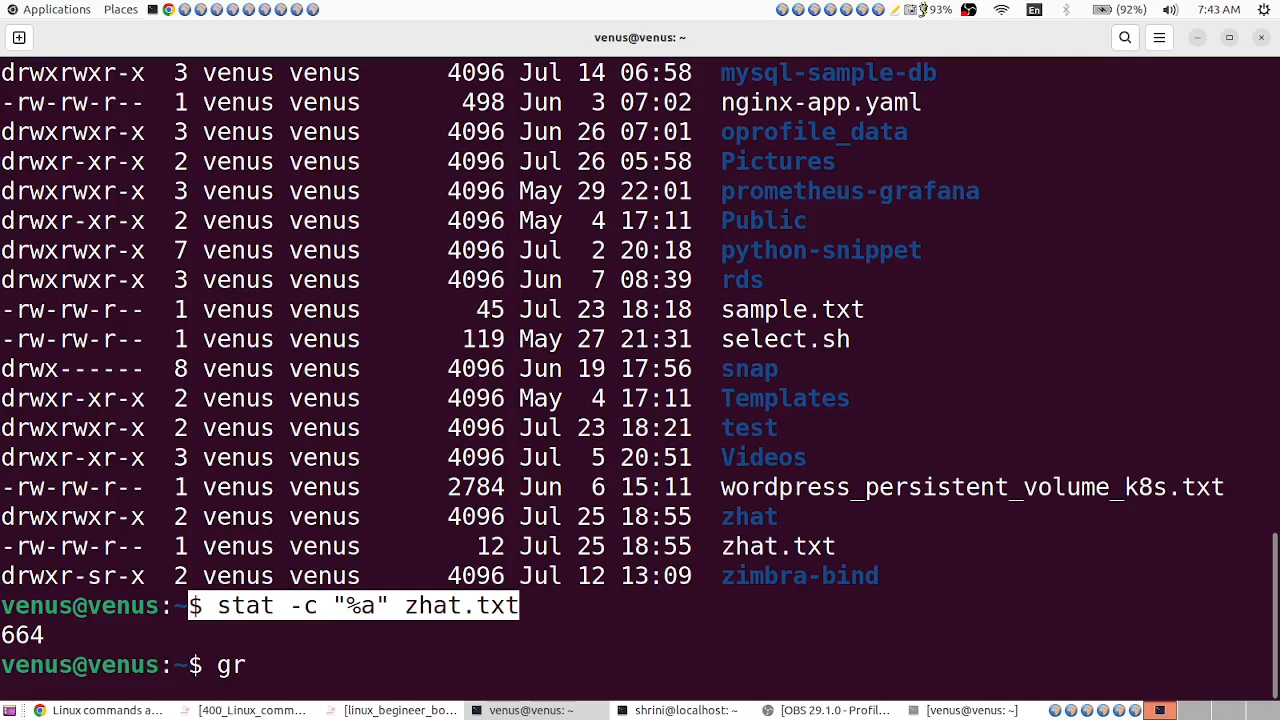 Applications Places 93% En (92%) 7:43 AM
venus@venus: ~
drwxrwxr-x 3 venus venus 4096 Jul 14 06:58 mysql-sample-db
-rw-rw-r-- 1 venus venus 498 Jun 3 07:02 nginx-app.yaml
drwxrwxr-x 3 venus venus 4096 Jun 26 07:01 oprofile_data
drwxr-xr-x 2 venus venus 4096 Jul 26 05:58 Pictures
drwxrwxr-x 3 venus venus 4096 May 29 22:01 prometheus-grafana
drwxr-xr-x 2 venus venus 4096 May 4 17:11 Public
drwxrwxr-x 7 venus venus 4096 Jul 2 20:18 python-snippet
drwxrwxr-x 3 venus venus 4096 Jun 7 08:39 rds
-rw-rw-r-- 1 venus venus 45 Jul 23 18:18 sample.txt
-rw-rw-r-- 1 venus venus 119 May 27 21:31 select.sh
drwx------ 8 venus venus 4096 Jun 19 17:56 snap
drwxr-xr-x 2 venus venus 4096 May 4 17:11 Templates
drwxrwxr-x 2 venus venus 4096 Jul 23 18:21 test
drwxr-xr-x 3 venus venus 4096 Jul 5 20:51 Videos
-rw-rw-r-- 1 venus venus 2784 Jun 6 15:11 wordpress_persistent_volume_k8s.txt
drwxrwxr-x 2 venus venus 4096 Jul 25 18:55 zhat
-rw-rw-r-- 1 venus venus 12 Jul 25 18:55 zhat.txt
drwxr-sr-x 2 venus venus 4096 Jul 12 13:09 zimbra-bind
venus@venus:~$ stat -c "%a" zhat.txt
664
venus@venus:~$ gr
Linux commands a... [400_Linux_comm... [linux_begineer_bo... venus@venus: ~ shrini@localhost: ~ [OBS 29.1.0 - Profil... [venus@venus: ~]